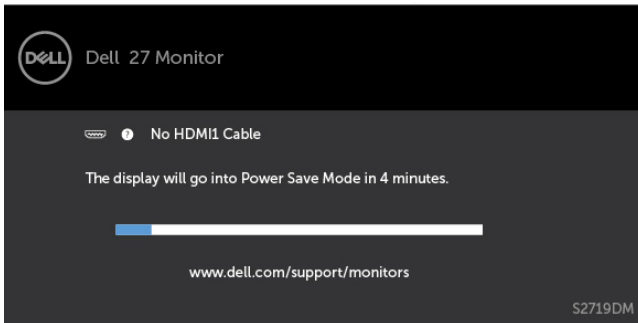 DELL
Dell 27 Monitor
? No HDMI1 Cable
The display will go into Power Save Mode in 4 minutes.
www.dell.com/support/monitors
S2719DM